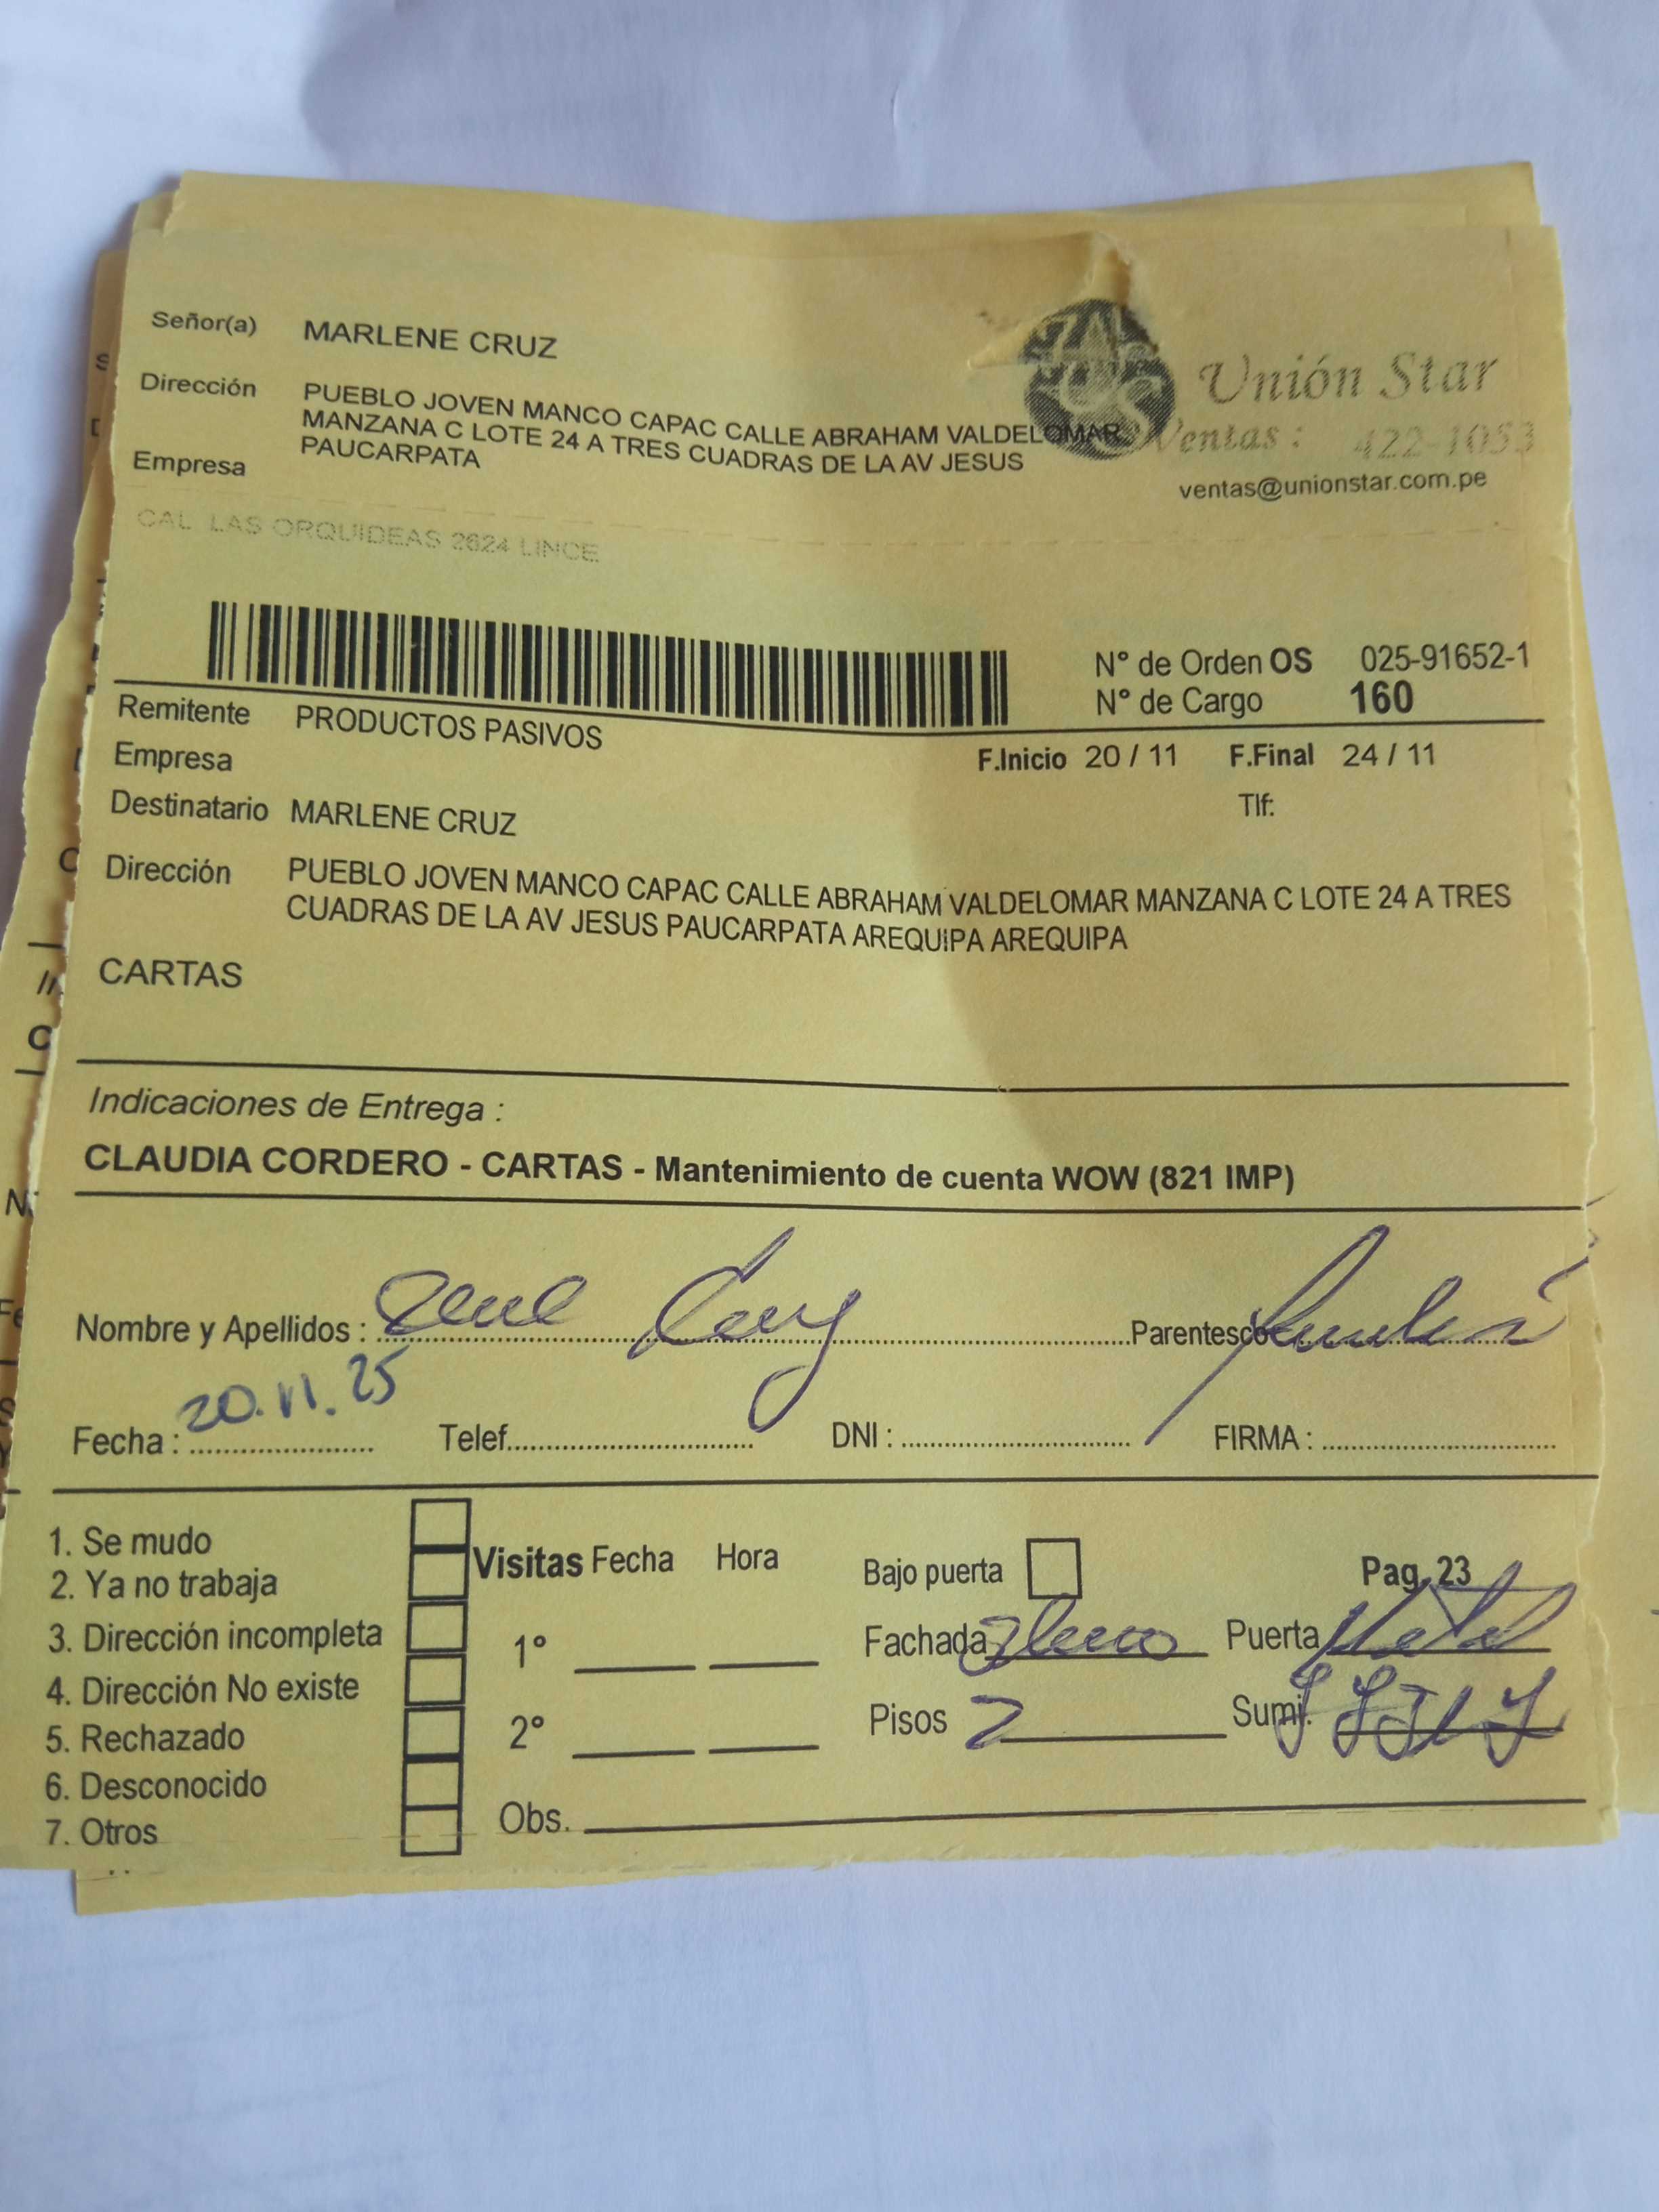 Señor(a) MARLENE CRUZ
Dirección PUEBLO JOVEN MANCO CAPAC CALLE ABRAHAM VALDELOMAR
MANZANA C LOTE 24 A TRES CUADRAS DE LA AV JESUS
PAUCARPATA
Empresa
Unión Star
Ventas : 422-1053
ventas@unionstar.com.pe
CAL LAS ORQUIDEAS 2624 LINCE
N° de Orden OS 025-91652-1
N° de Cargo 160
Remitente PRODUCTOS PASIVOS
Empresa
F.Inicio 20 / 11 F.Final 24 / 11
Destinatario MARLENE CRUZ
Tlf:
Dirección PUEBLO JOVEN MANCO CAPAC CALLE ABRAHAM VALDELOMAR MANZANA C LOTE 24 A TRES
CUADRAS DE LA AV JESUS PAUCARPATA AREQUIPA AREQUIPA
CARTAS
Indicaciones de Entrega :
CLAUDIA CORDERO - CARTAS - Mantenimiento de cuenta WOW (821 IMP)
Nombre y Apellidos : Parentesco
Fecha : 20.11.25 Telef. DNI : FIRMA :
1. Se mudo
2. Ya no trabaja
3. Dirección incompleta
4. Dirección No existe
5. Rechazado
6. Desconocido
7. Otros
Visitas Fecha Hora
1°
2°
Obs.
Bajo puerta Pag. 23
Fachada Puerta Metal
Pisos 2 Sumi.